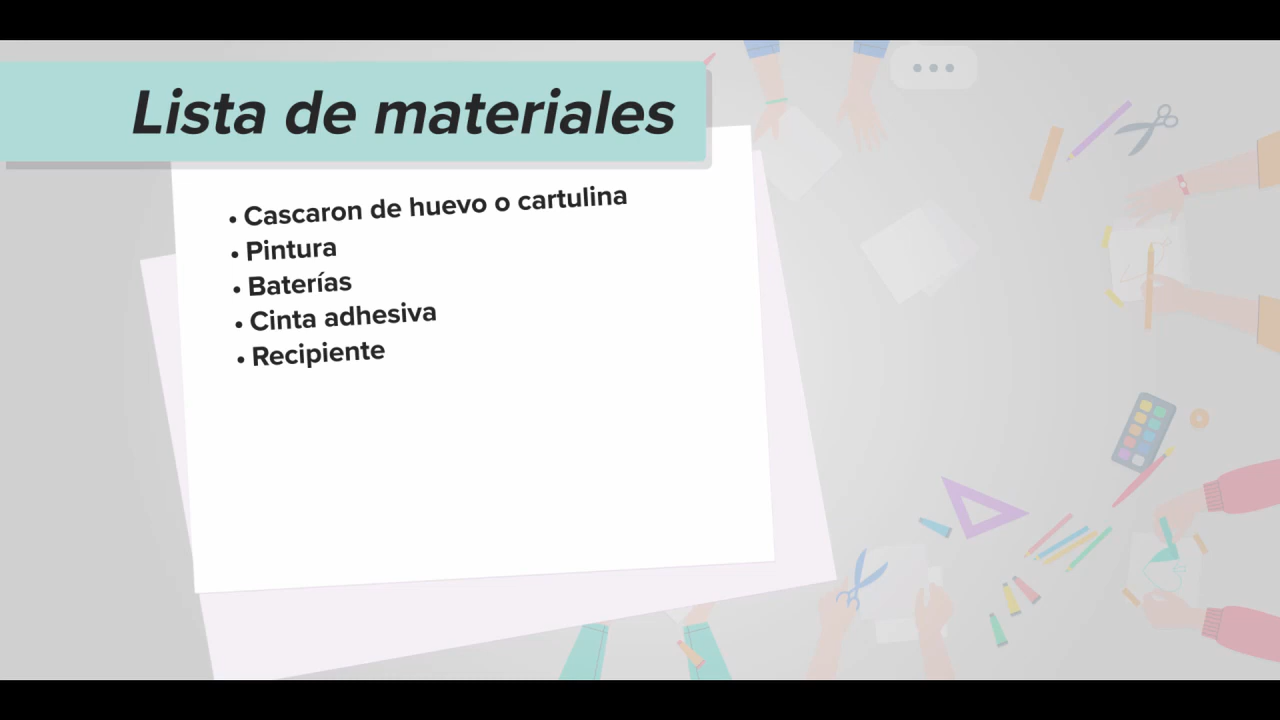 Lista de materiales
• Cascaron de huevo o cartulina
• Pintura
• Baterías
• Cinta adhesiva
• Recipiente